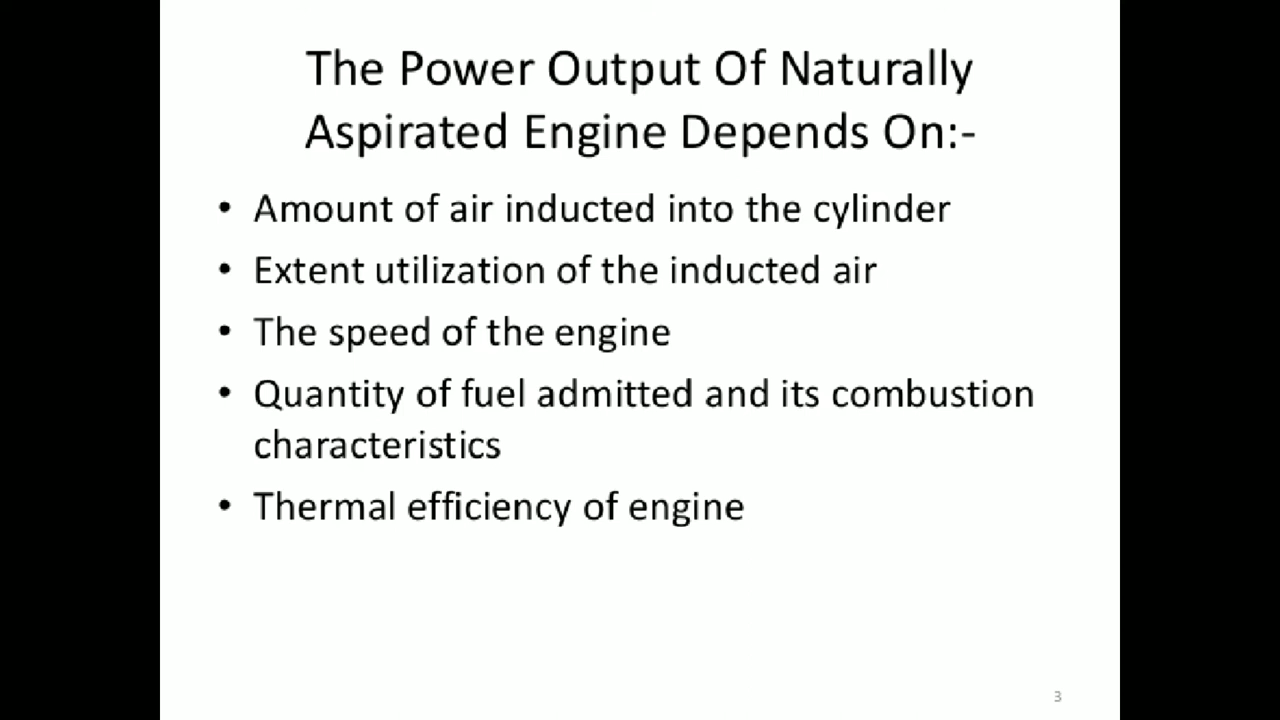 The Power Output Of Naturally
Aspirated Engine Depends On:-
• Amount of air inducted into the cylinder
• Extent utilization of the inducted air
• The speed of the engine
• Quantity of fuel admitted and its combustion
characteristics
• Thermal efficiency of engine
3